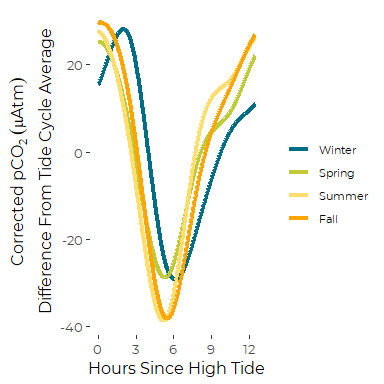 Corrected pCO₂ (µAtm)
Difference From Tide Cycle Average
20
0
-20
-40
0 3 6 9 12
Hours Since High Tide
Winter
Spring
Summer
Fall